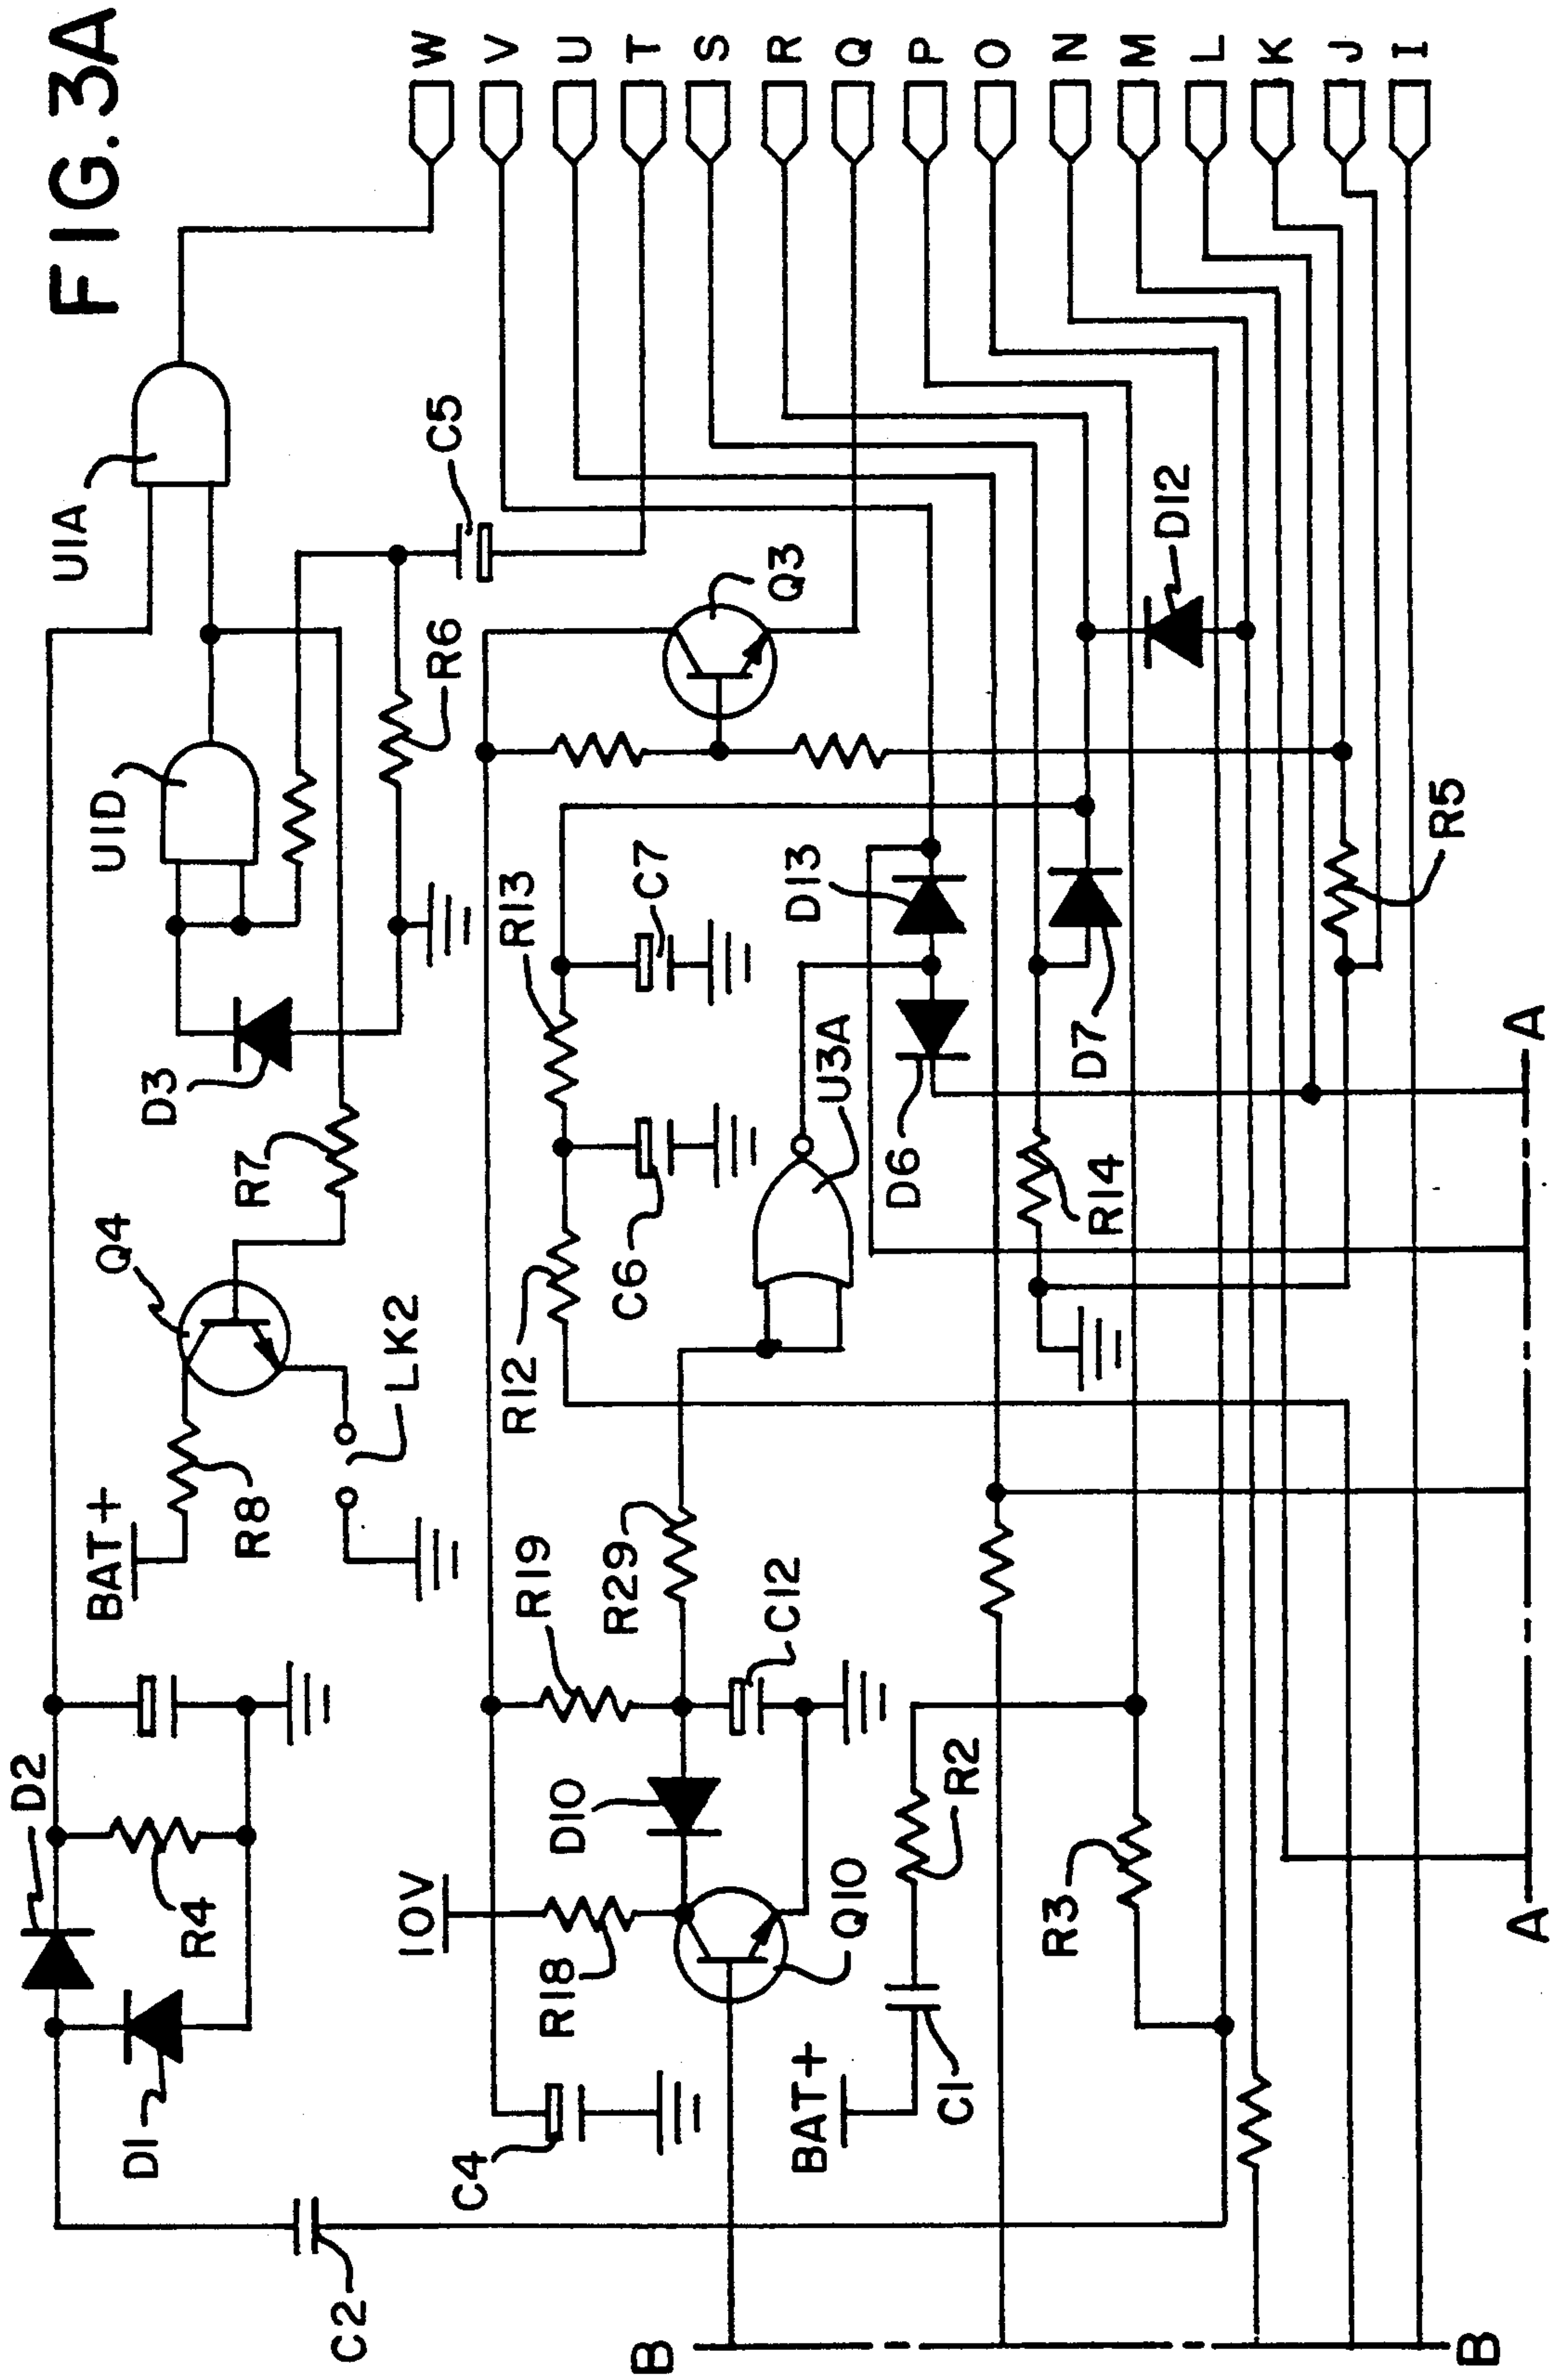 FIG. 3A
W
V
U
T
S
R
Q
P
O
N
M
L
K
J
I
U1A
C5
U1D
R6
Q3
D12
D3
R13
C7
D13
R5
R7
Q4
U3A
D7
D6
C6
R14
LK2
R12
BAT+
R8
R19
R29
C12
D2
R4
D10
R2
10V
R18
Q10
R3
D1
BAT+
C1
C4
C2
A
A
B
B